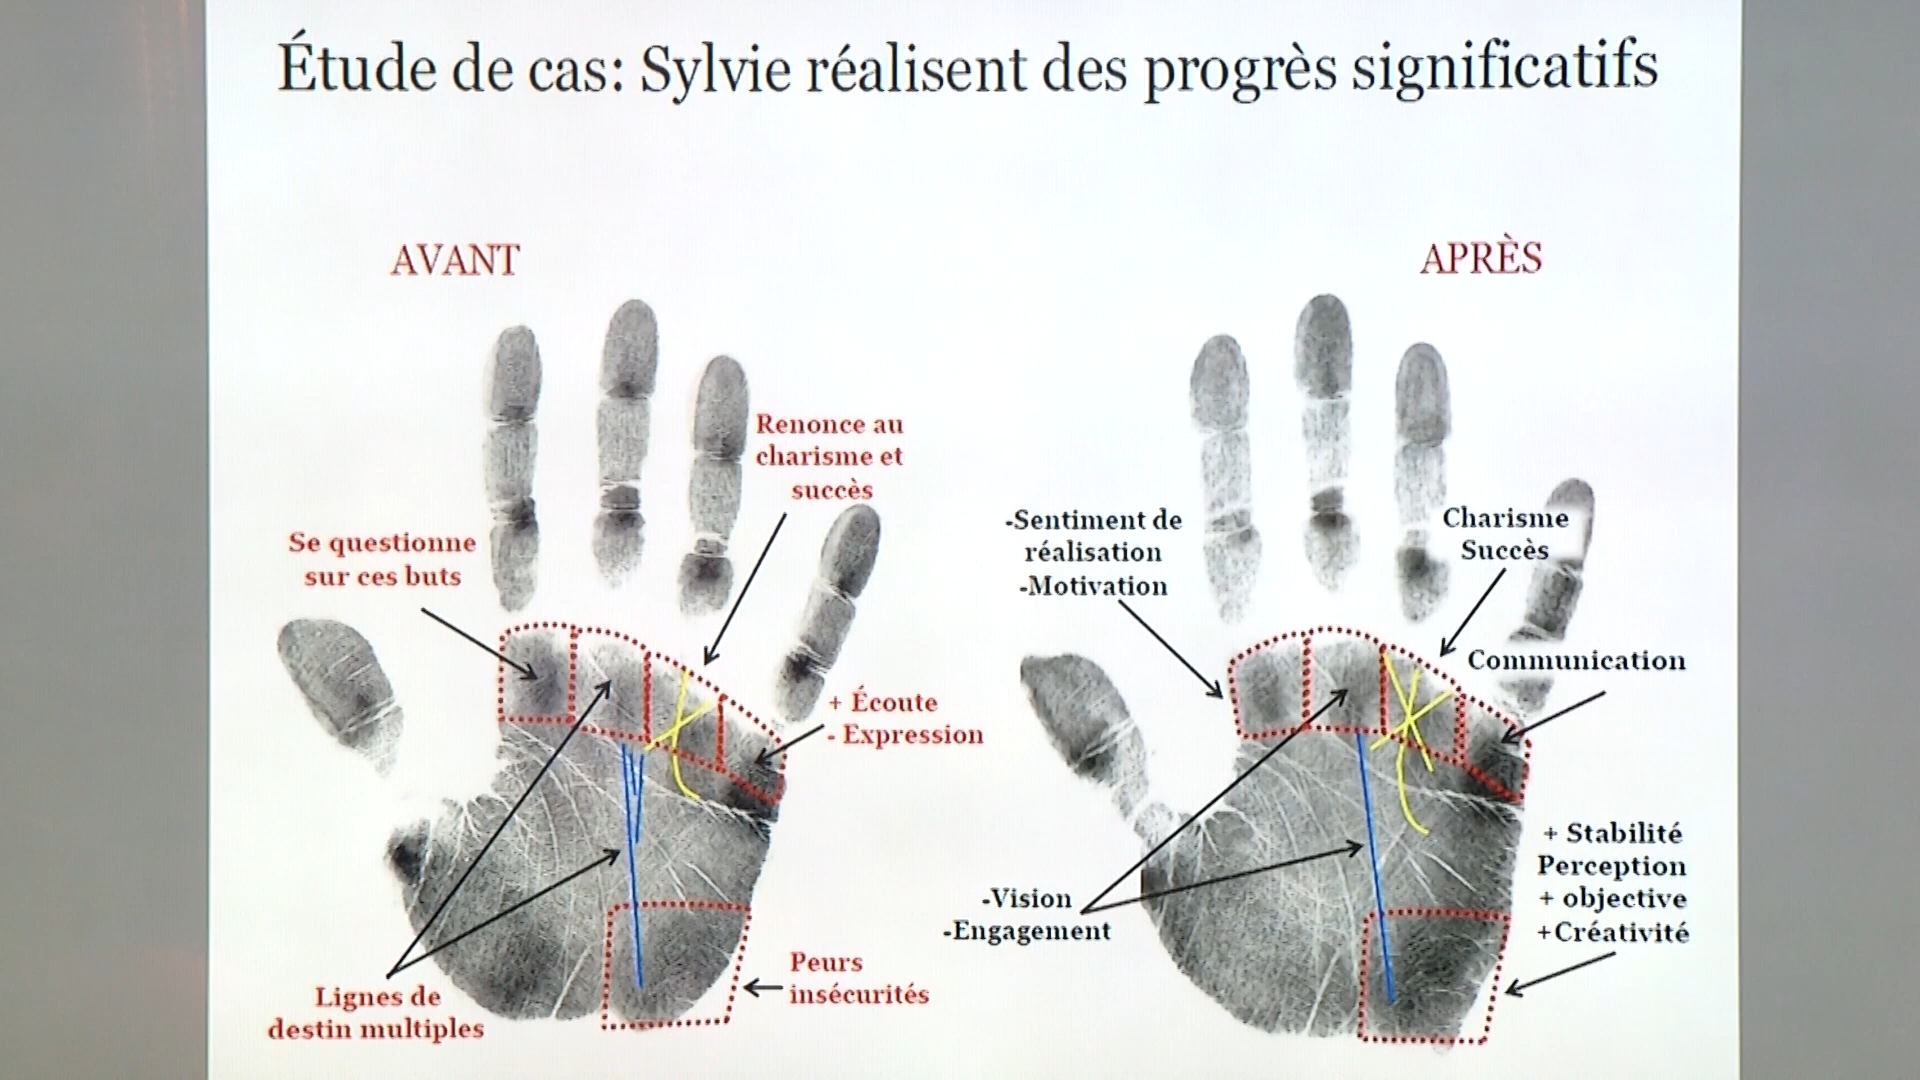 Étude de cas: Sylvie réalisent des progrès significatifs
AVANT
Renonce au
charisme et
succès
Se questionne
sur ces buts
+ Écoute
- Expression
Lignes de
destin multiples
Peurs
insécurités
APRÈS
-Sentiment de
réalisation
-Motivation
Charisme
Succès
Communication
-Vision
-Engagement
+ Stabilité
Perception
+ objective
+Créativité